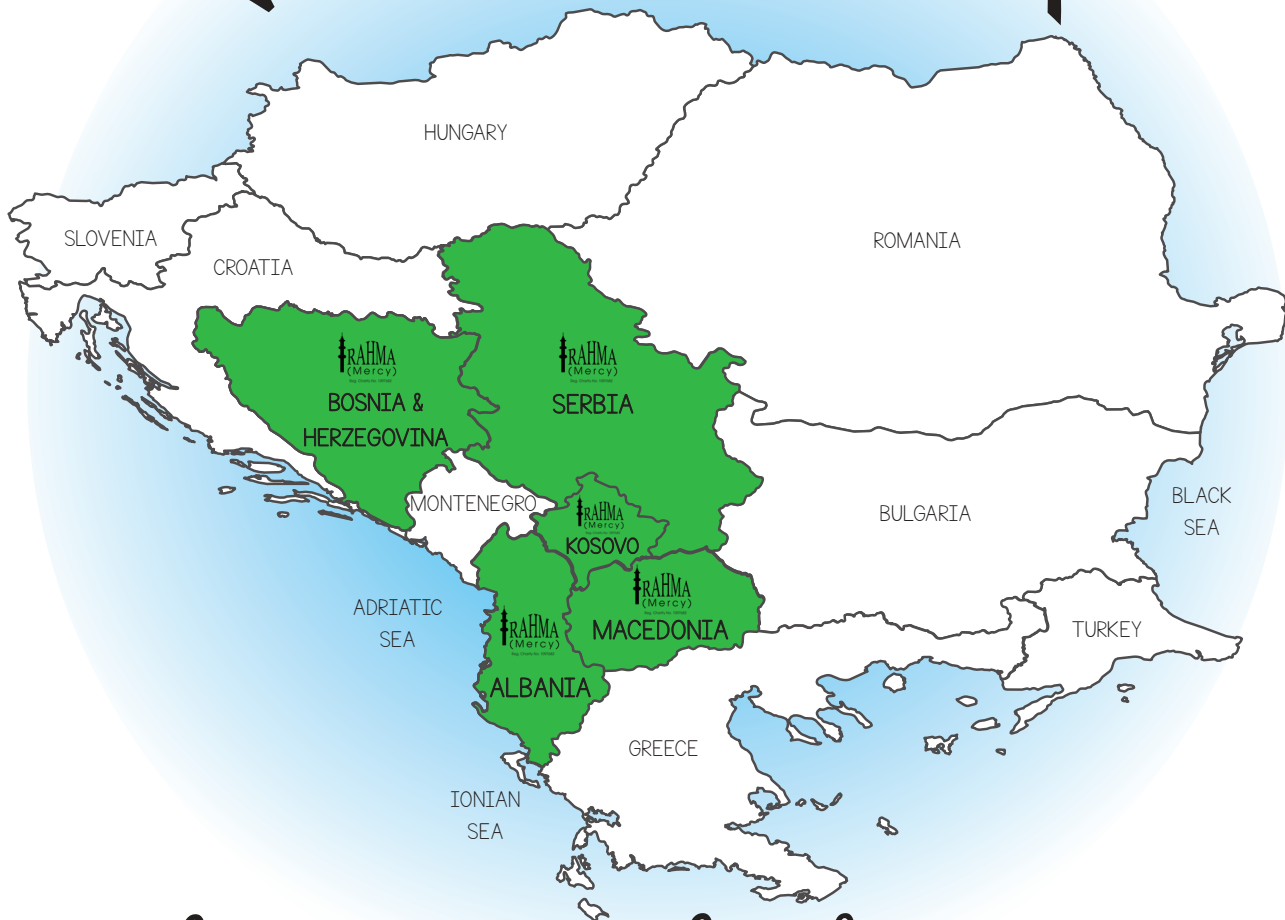 HUNGARY
SLOVENIA
CROATIA
ROMANIA
RAHMA
(Mercy)
BOSNIA &
HERZEGOVINA
RAHMA
(Mercy)
SERBIA
MONTENEGRO
RAHMA
(Mercy)
KOSOVO
BULGARIA
BLACK
SEA
ADRIATIC
SEA
RAHMA
(Mercy)
MACEDONIA
RAHMA
(Mercy)
ALBANIA
TURKEY
GREECE
IONIAN
SEA